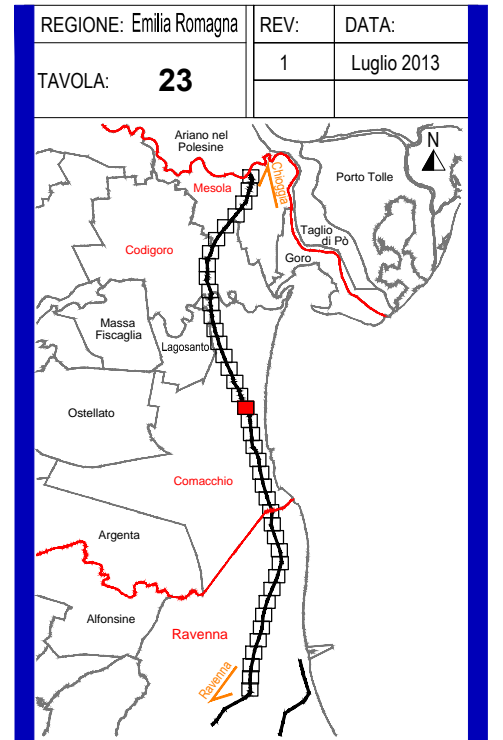 REGIONE: Emilia Romagna
REV:
DATA:
TAVOLA: 23
1
Luglio 2013
Ariano nel
Polesine
N
Mesola
Chioggia
Porto Tolle
Taglio
di Pò
Codigoro
Goro
Massa
Fiscaglia
Lagosanto
Ostellato
Comacchio
Argenta
Alfonsine
Ravenna
Ravenna